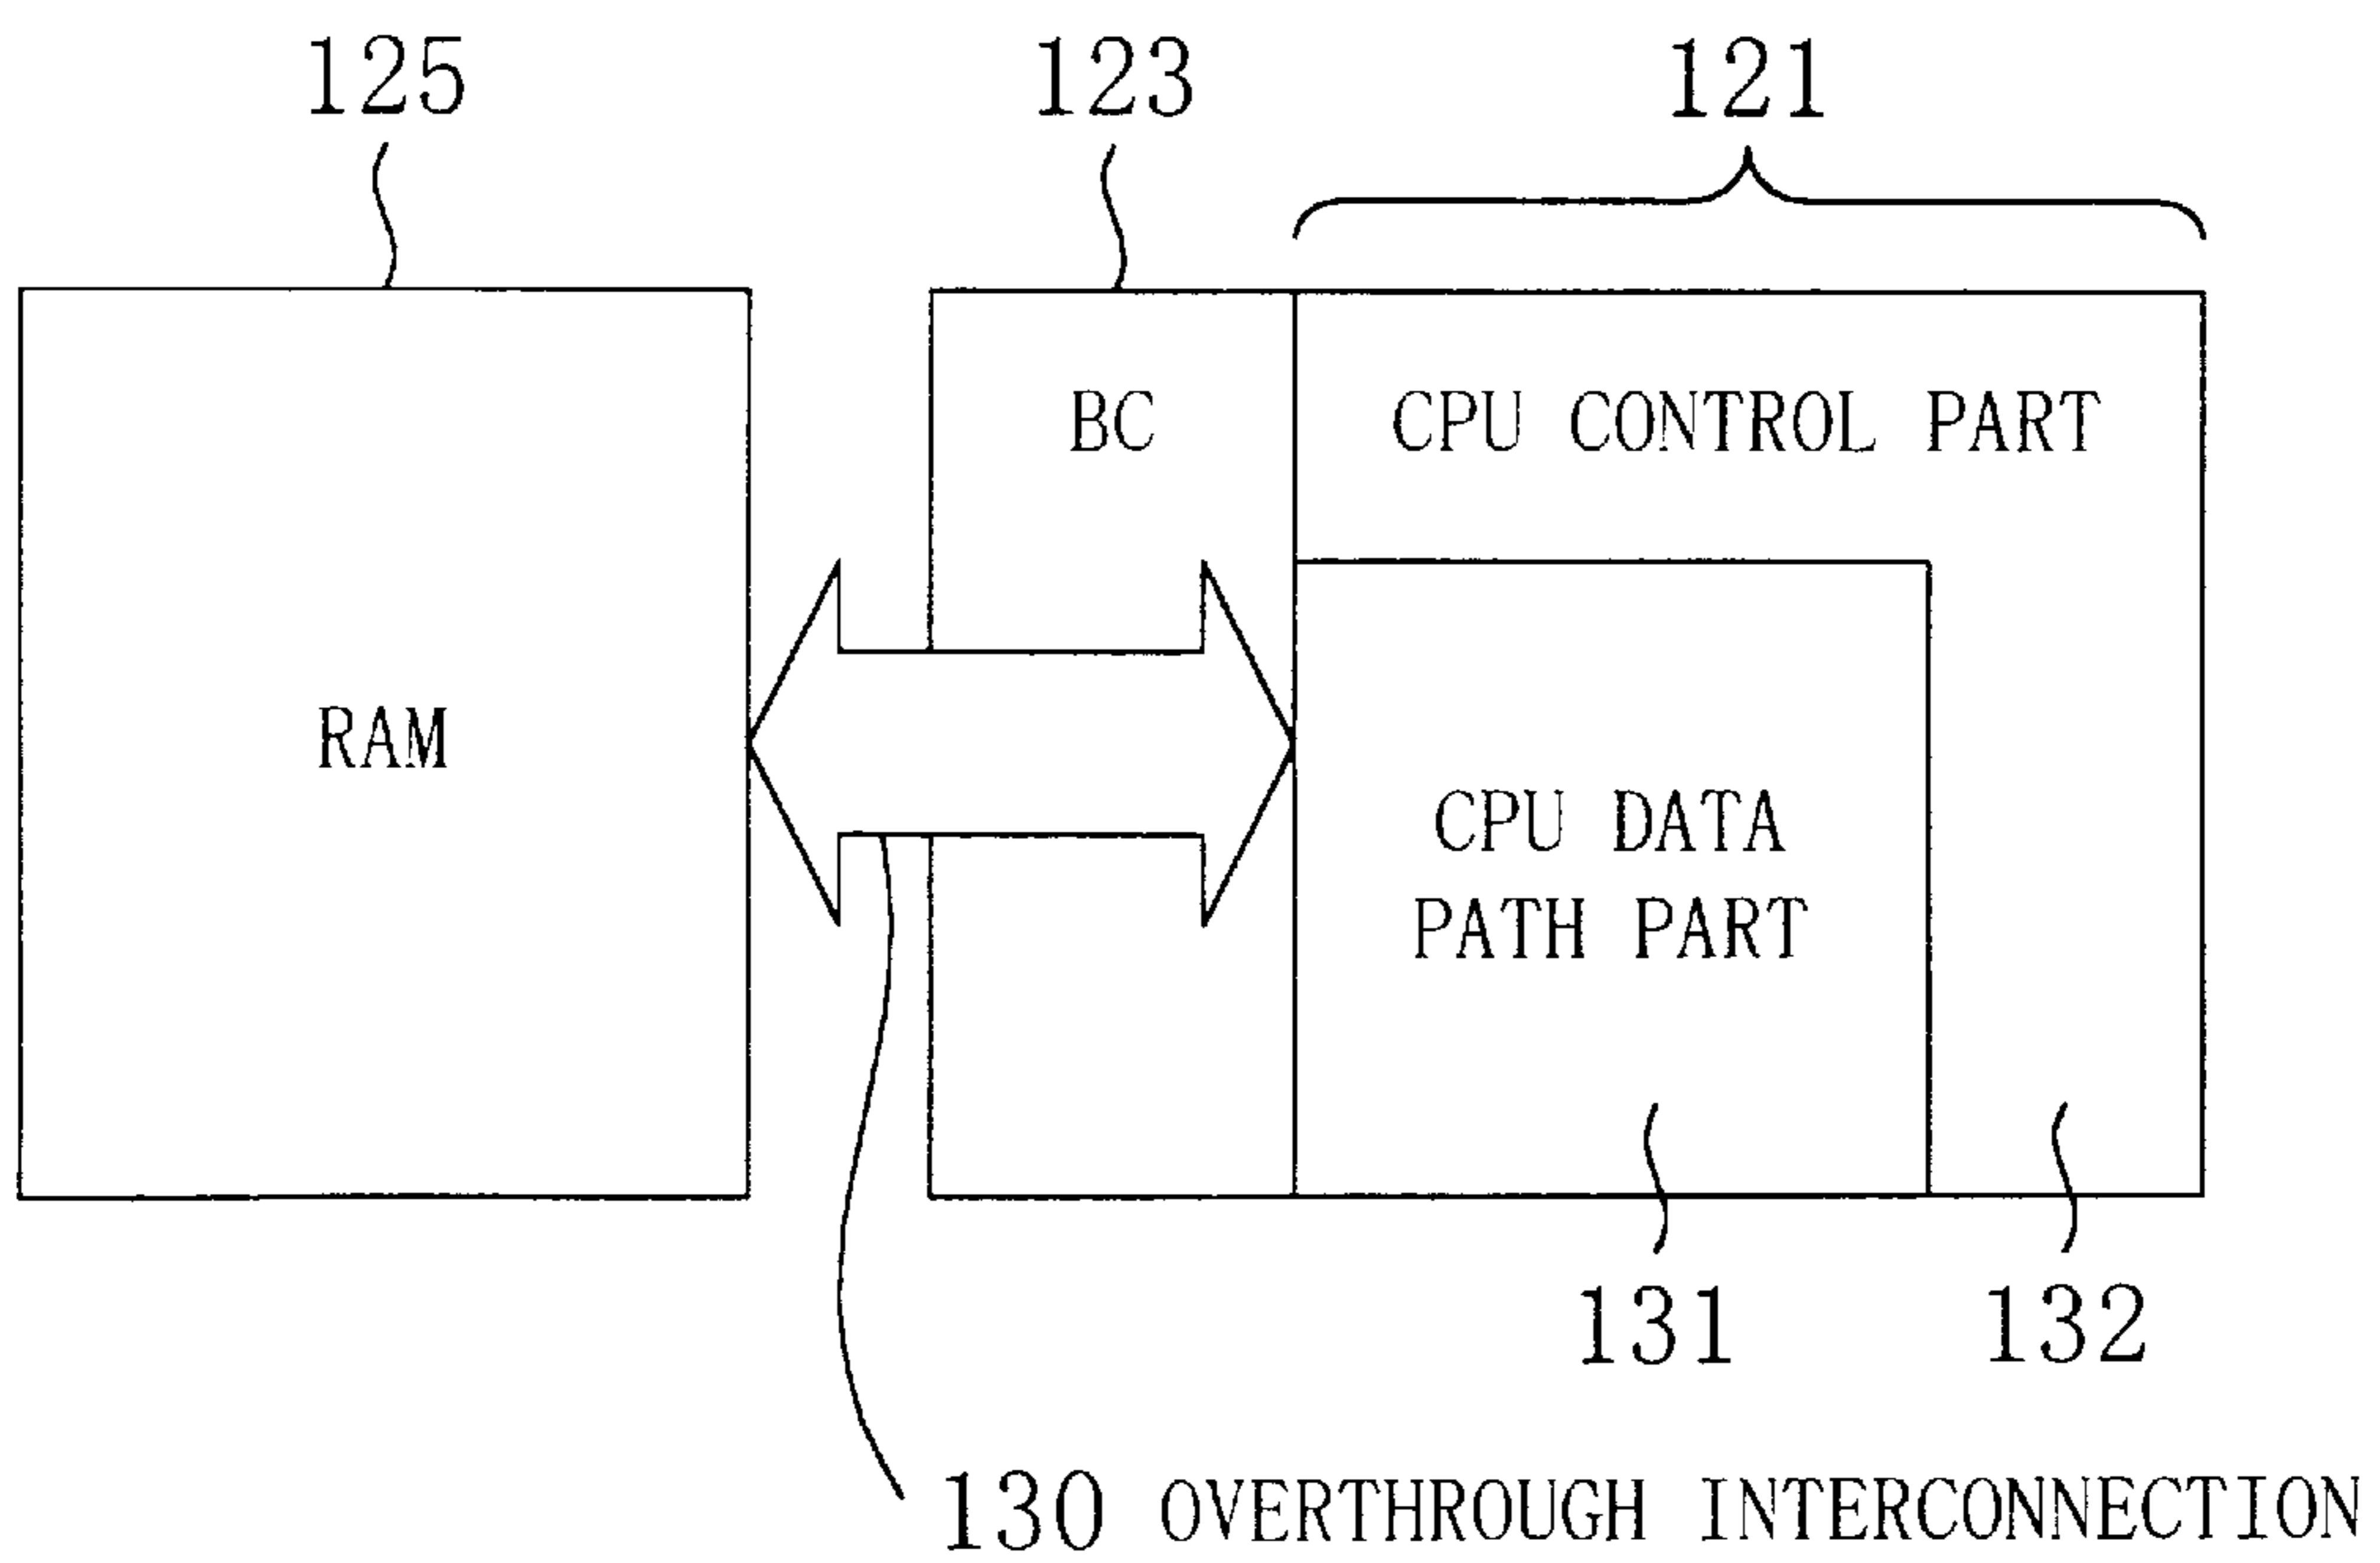 125
123
121
BC
CPU CONTROL PART
RAM
CPU DATA
PATH PART
131
132
130 OVERTHROUGH INTERCONNECTION